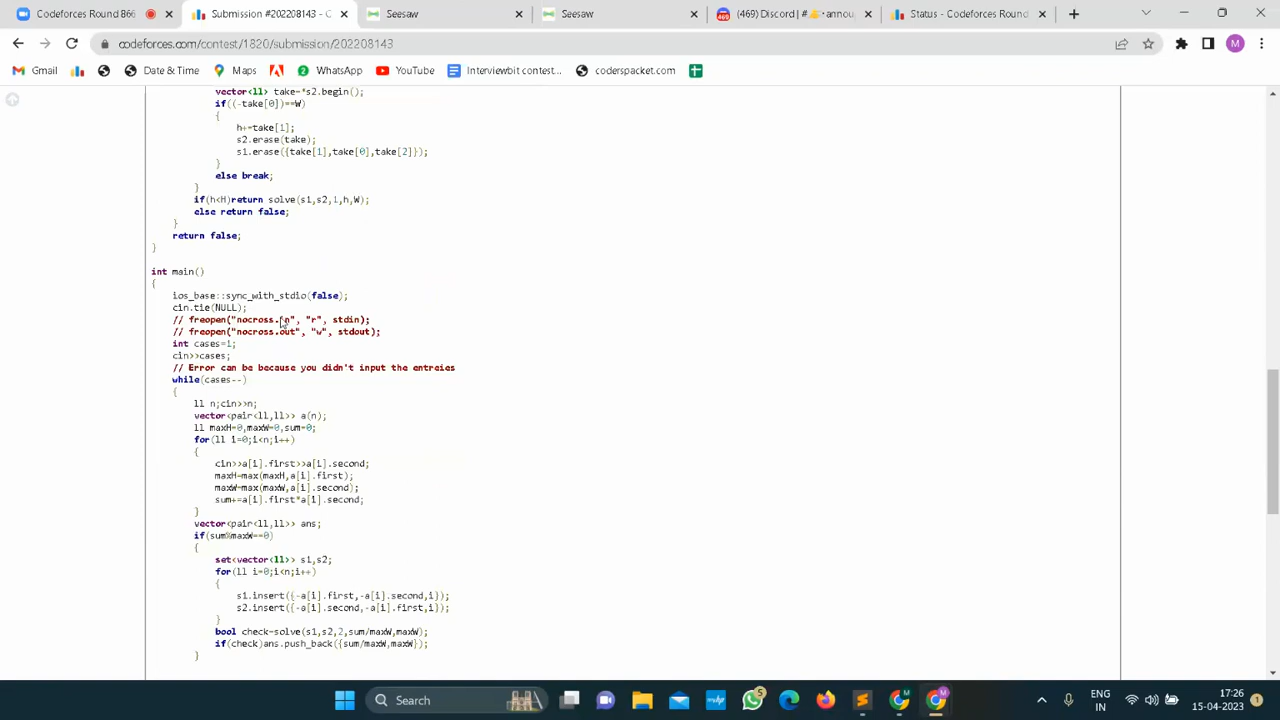 Codeforces Round 866
Submission #202208143 - C
Seesaw
Seesaw
(469) Discord | # 👉・announ
Status - Codeforces Round
codeforces.com/contest/1820/submission/202208143
M
Gmail
Date & Time
Maps
WhatsApp
YouTube
Interviewbit contest...
coderspacket.com
vector<ll> take=*s2.begin();
if((-take[0])==W)
{
h+=take[1];
s2.erase(take);
s1.erase({take[1],take[0],take[2]});
}
else break;
}
if(h<H)return solve(s1,s2,1,h,W);
else return false;
}
return false;
}
int main()
{
ios_base::sync_with_stdio(false);
cin.tie(NULL);
// freopen("nocross.in", "r", stdin);
// freopen("nocross.out", "w", stdout);
int cases=1;
cin>>cases;
// Error can be because you didn't input the entreies
while(cases--)
{
ll n;cin>>n;
vector<pair<ll,ll>> a(n);
ll maxH=0,maxW=0,sum=0;
for(ll i=0;i<n;i++)
{
cin>>a[i].first>>a[i].second;
maxH=max(maxH,a[i].first);
maxW=max(maxW,a[i].second);
sum+=a[i].first*a[i].second;
}
vector<pair<ll,ll>> ans;
if(sum%maxW==0)
{
set<vector<ll>> s1,s2;
for(ll i=0;i<n;i++)
{
s1.insert({-a[i].first,-a[i].second,i});
s2.insert({-a[i].second,-a[i].first,i});
}
bool check=solve(s1,s2,2,sum/maxW,maxW);
if(check)ans.push_back({sum/maxW,maxW});
}
Search
ENG
IN
17:26
15-04-2023